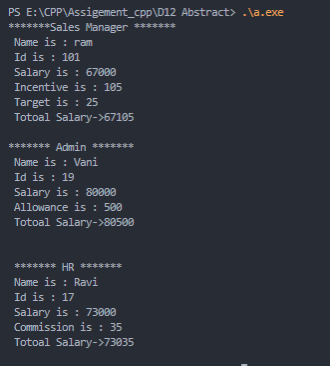 PS E:\CPP\Assigement_cpp\D12 Abstract> .\a.exe
*******Sales Manager *******
Name is : ram
Id is : 101
Salary is : 67000
Incentive is : 105
Target is : 25
Totoal Salary->67105
******* Admin *******
Name is : Vani
Id is : 19
Salary is : 80000
Allowance is : 500
Totoal Salary->80500
******* HR *******
Name is : Ravi
Id is : 17
Salary is : 73000
Commission is : 35
Totoal Salary->73035